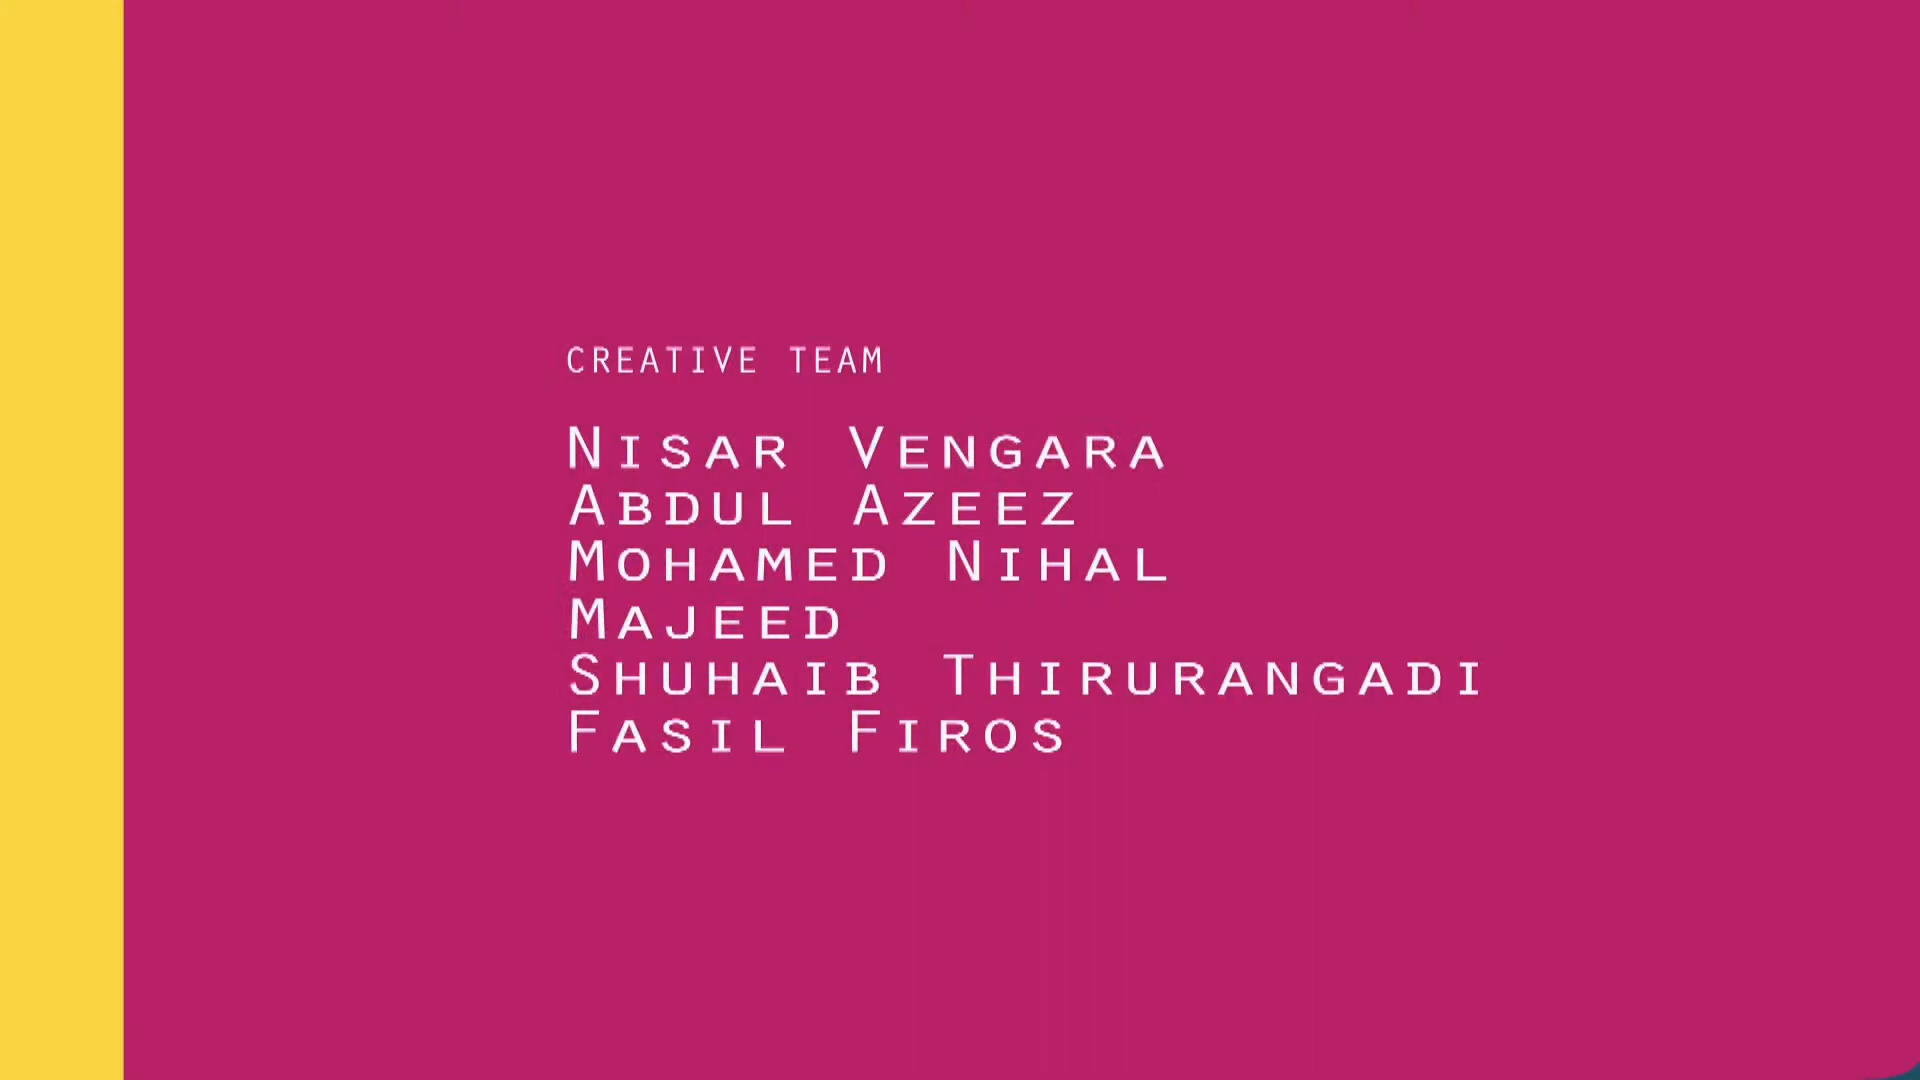 CREATIVE TEAM
Nisar Vengara
Abdul Azeez
Mohamed Nihal
Majeed
Shuhaib Thirurangadi
Fasil Firos